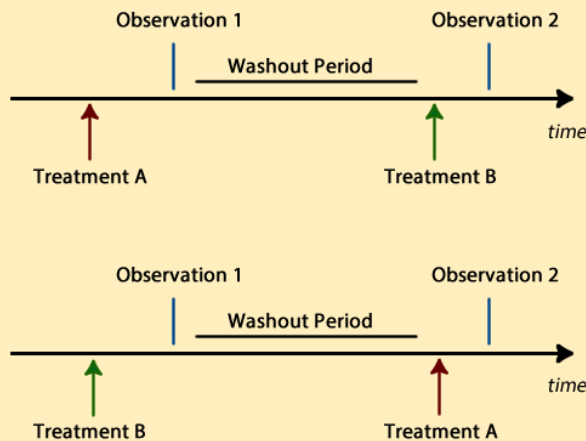 Observation 1 Observation 2
Washout Period
time
Treatment A Treatment B
Observation 1 Observation 2
Washout Period
time
Treatment B Treatment A